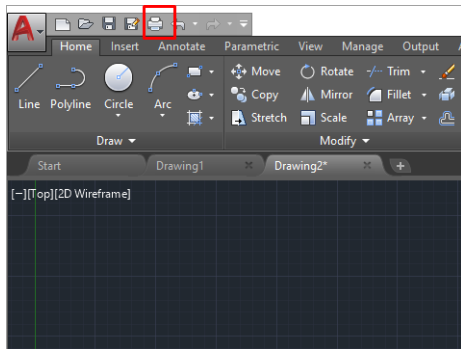 A
Home Insert Annotate Parametric View Manage Output A
Line Polyline Circle Arc
Move Rotate Trim
Copy Mirror Fillet
Stretch Scale Array
Draw Modify
Start Drawing1 Drawing2*
[−][Top][2D Wireframe]